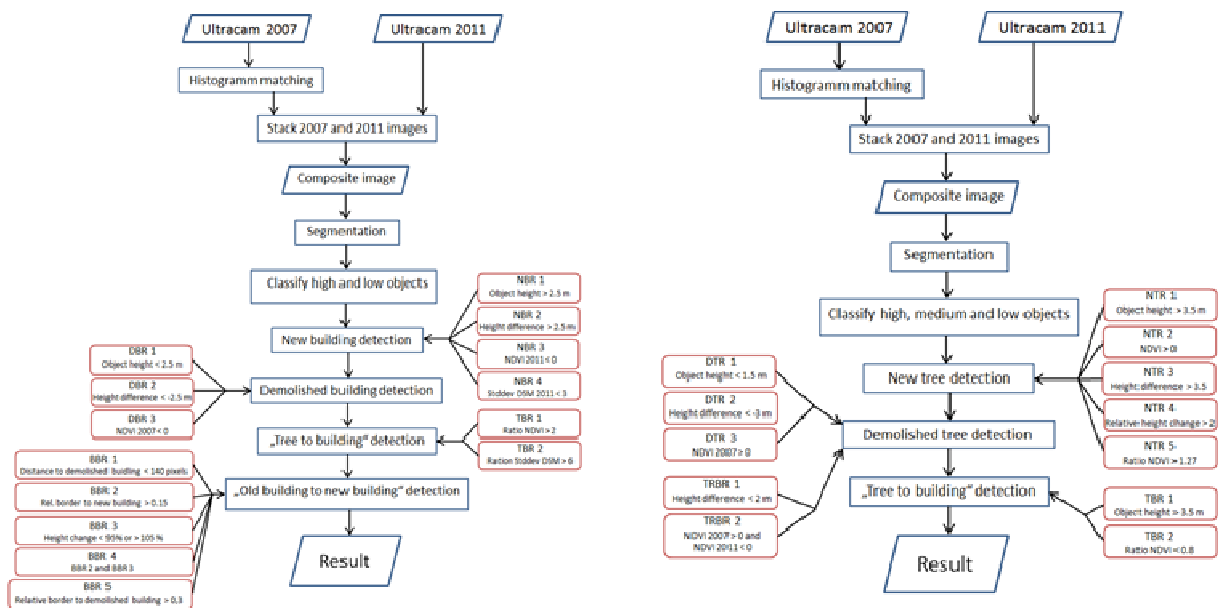 Ultracam 2007
Ultracam 2011
Histogramm matching
Stack 2007 and 2011 images
Composite image
Segmentation
Classify high and low objects
NBR 1
Object height > 2.5 m
NBR 2
Height difference > 2.5 m
NBR 3
NDVI 2011 < 0
NBR 4
Stddev DSM 2011 < 3
New building detection
DBR 1
Object height < 2.5 m
DBR 2
Height difference < -2.5 m
DBR 3
NDVI 2007 < 0
Demolished building detection
TBR 1
Ratio NDVI > 2
TBR 2
Ration Stddev DSM > 6
„Tree to building“ detection
BBR 1
Distance to demolished buidling < 140 pixels
BBR 2
Rel. border to new building > 0.15
BBR 3
Height change < 95% or > 105 %
BBR 4
BBR 2 and BBR 3
BBR 5
Relative border to demolished building > 0.3
„Old building to new building“ detection
Result
Ultracam 2007
Ultracam 2011
Histogramm matching
Stack 2007 and 2011 images
Composite image
Segmentation
Classify high, medium and low objects
NTR 1
Object height > 3.5 m
NTR 2
NDVI > 0
NTR 3
Height difference > 3.5
NTR 4
Relative height change > 2
NTR 5
Ratio NDVI > 1.27
New tree detection
DTR 1
Object height < 1.5 m
DTR 2
Height difference < -3 m
DTR 3
NDVI 2007 > 0
Demolished tree detection
TRBR 1
Height difference < 2 m
TRBR 2
NDVI 2007 > 0 and
NDVI 2011 < 0
„Tree to building“ detection
TBR 1
Object height > 3.5 m
TBR 2
Ratio NDVI < 0.8
Result